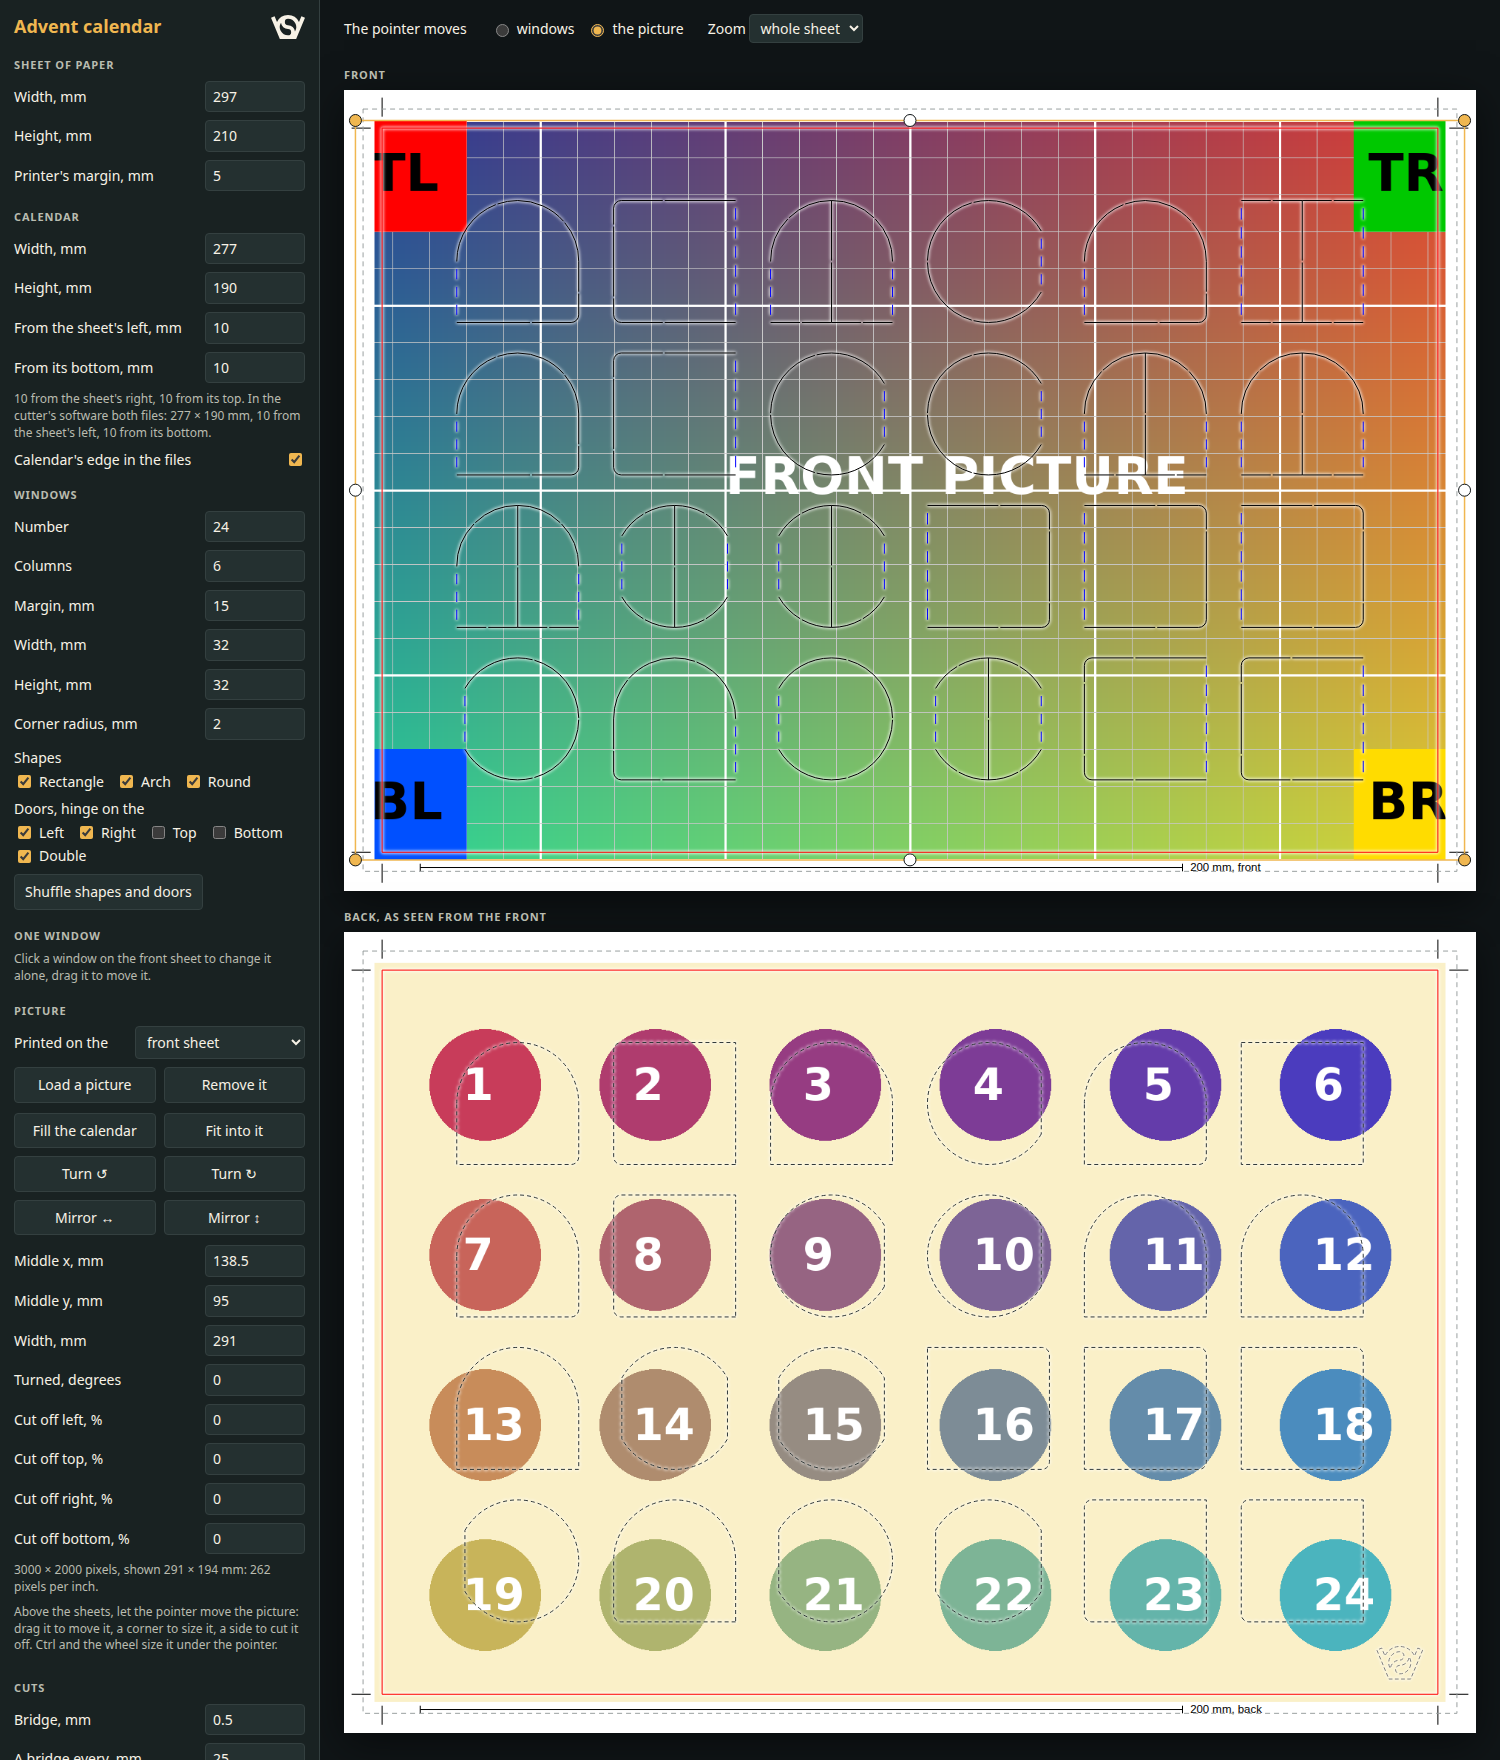 Advent calendar
SHEET OF PAPER
Width, mm 297
Height, mm 210
Printer's margin, mm 5
CALENDAR
Width, mm 277
Height, mm 190
From the sheet's left, mm 10
From its bottom, mm 10
10 from the sheet's right, 10 from its top. In the
cutter's software both files: 277 × 190 mm, 10 from
the sheet's left, 10 from its bottom.
Calendar's edge in the files
WINDOWS
Number 24
Columns 6
Margin, mm 15
Width, mm 32
Height, mm 32
Corner radius, mm 2
Shapes
Rectangle Arch Round
Doors, hinge on the
Left Right Top Bottom
Double
Shuffle shapes and doors
ONE WINDOW
Click a window on the front sheet to change it
alone, drag it to move it.
PICTURE
Printed on the front sheet
Load a picture Remove it
Fill the calendar Fit into it
Turn ↺ Turn ↻
Mirror ↔ Mirror ↕
Middle x, mm 138.5
Middle y, mm 95
Width, mm 291
Turned, degrees 0
Cut off left, % 0
Cut off top, % 0
Cut off right, % 0
Cut off bottom, % 0
3000 × 2000 pixels, shown 291 × 194 mm: 262
pixels per inch.
Above the sheets, let the pointer move the picture:
drag it to move it, a corner to size it, a side to cut it
off. Ctrl and the wheel size it under the pointer.
CUTS
Bridge, mm 0.5
A bridge every, mm 25
The pointer moves windows the picture Zoom whole sheet
FRONT
TL TR
FRONT PICTURE
BL BR
200 mm, front
BACK, AS SEEN FROM THE FRONT
1 2 3 4 5 6
7 8 9 10 11 12
13 14 15 16 17 18
19 20 21 22 23 24
200 mm, back